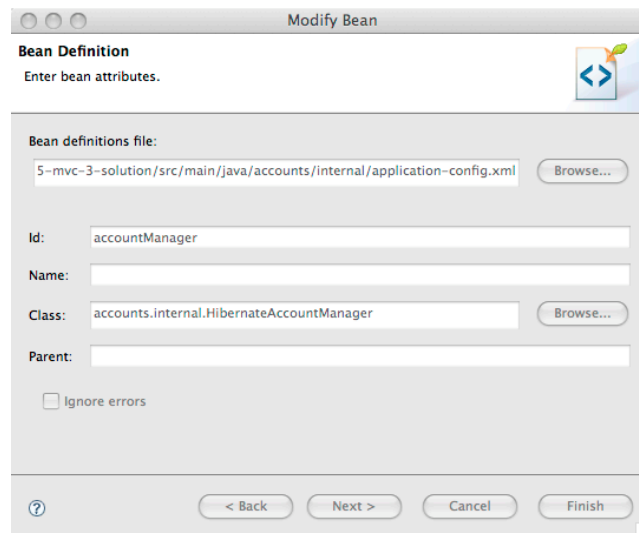 Modify Bean
Bean Definition
Enter bean attributes.
Bean definitions file:
5-mvc-3-solution/src/main/java/accounts/internal/application-config.xml
Browse...
Id: accountManager
Name:
Class: accounts.internal.HibernateAccountManager Browse...
Parent:
Ignore errors
? < Back Next > Cancel Finish